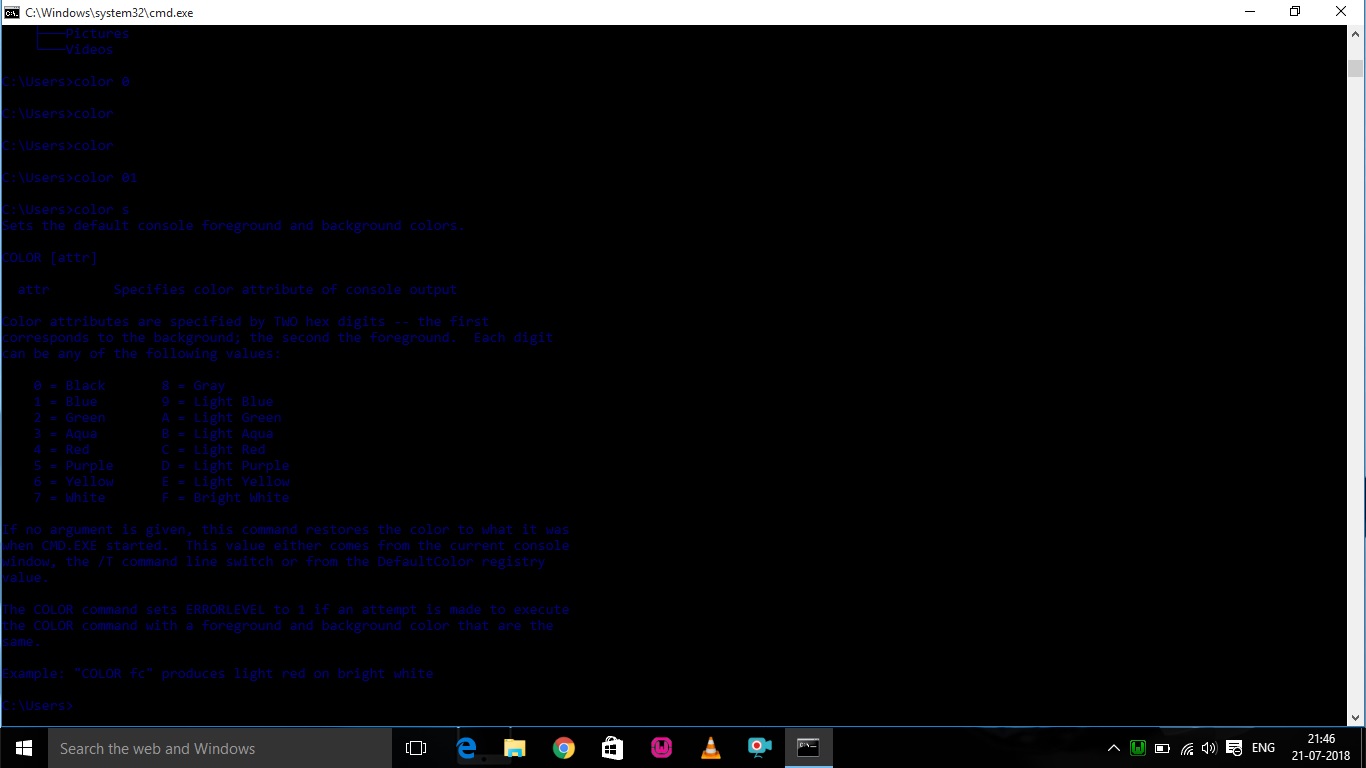 C:\Windows\system32\cmd.exe
├───Pictures
└───Videos
C:\Users>color 0
C:\Users>color
C:\Users>color
C:\Users>color 01
C:\Users>color s
Sets the default console foreground and background colors.
COLOR [attr]
attr        Specifies color attribute of console output
Color attributes are specified by TWO hex digits -- the first
corresponds to the background; the second the foreground.  Each digit
can be any of the following values:
0 = Black       8 = Gray
1 = Blue        9 = Light Blue
2 = Green       A = Light Green
3 = Aqua        B = Light Aqua
4 = Red         C = Light Red
5 = Purple      D = Light Purple
6 = Yellow      E = Light Yellow
7 = White       F = Bright White
If no argument is given, this command restores the color to what it was
when CMD.EXE started.  This value either comes from the current console
window, the /T command line switch or from the DefaultColor registry
value.
The COLOR command sets ERRORLEVEL to 1 if an attempt is made to execute
the COLOR command with a foreground and background color that are the
same.
Example: "COLOR fc" produces light red on bright white
C:\Users>
Search the web and Windows
ENG
21:46
21-07-2018